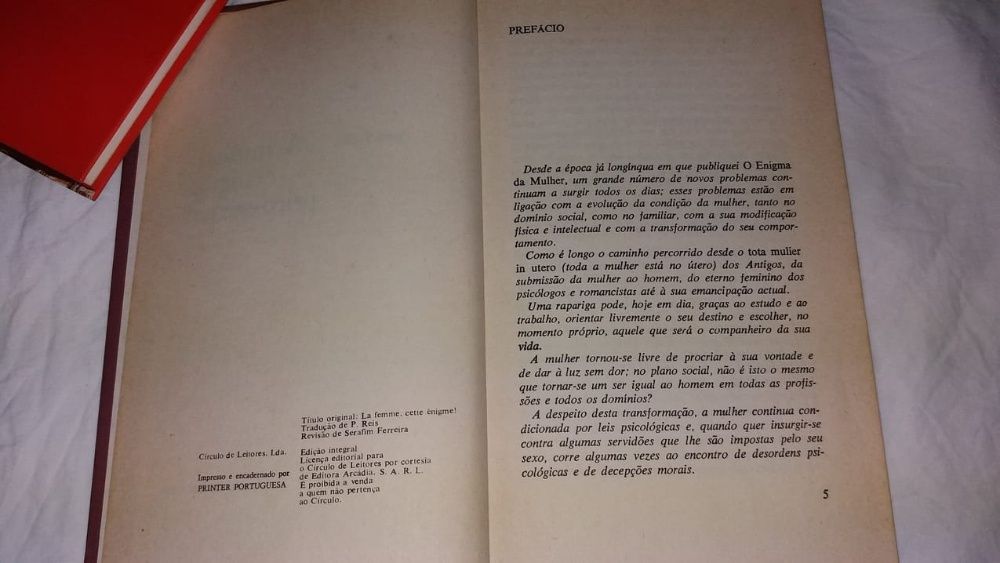 Título original: La femme, cette énigme!
Tradução de P. Reis
Revisão de Serafim Ferreira
Círculo de Leitores, Lda.
Edição integral
Licença editorial para
o Círculo de Leitores por cortesia
de Editora Arcádia, S. A. R. L.
É proibida a venda
a quem não pertença
ao Círculo.
Impresso e encadernado por
PRINTER PORTUGUESA
PREFÁCIO
Desde a época já longínqua em que publiquei O Enigma
da Mulher, um grande número de novos problemas con-
tinuam a surgir todos os dias; esses problemas estão em
ligação com a evolução da condição da mulher, tanto no
domínio social, como no familiar, com a sua modificação
física e intelectual e com a transformação do seu compor-
tamento.
Como é longo o caminho percorrido desde o tota mulier
in utero (toda a mulher está no útero) dos Antigos, da
submissão da mulher ao homem, do eterno feminino dos
psicólogos e romancistas até à sua emancipação actual.
Uma rapariga pode, hoje em dia, graças ao estudo e ao
trabalho, orientar livremente o seu destino e escolher, no
momento próprio, aquele que será o companheiro da sua
vida.
A mulher tornou-se livre de procriar à sua vontade e
de dar à luz sem dor; no plano social, não é isto o mesmo
que tornar-se um ser igual ao homem em todas as profis-
sões e todos os domínios?
A despeito desta transformação, a mulher continua con-
dicionada por leis psicológicas e, quando quer insurgir-se
contra algumas servidões que lhe são impostas pelo seu
sexo, corre algumas vezes ao encontro de desordens psi-
cológicas e de decepções morais.
5